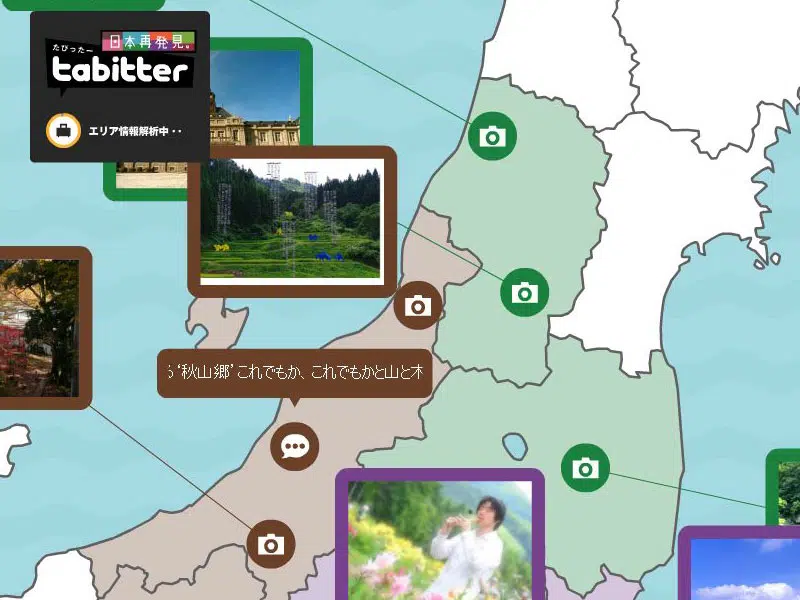 日本再発見。
たびったー
tabitter
エリア情報解析中・・
ら‘秋山郷’これでもか、これでもかと山と木